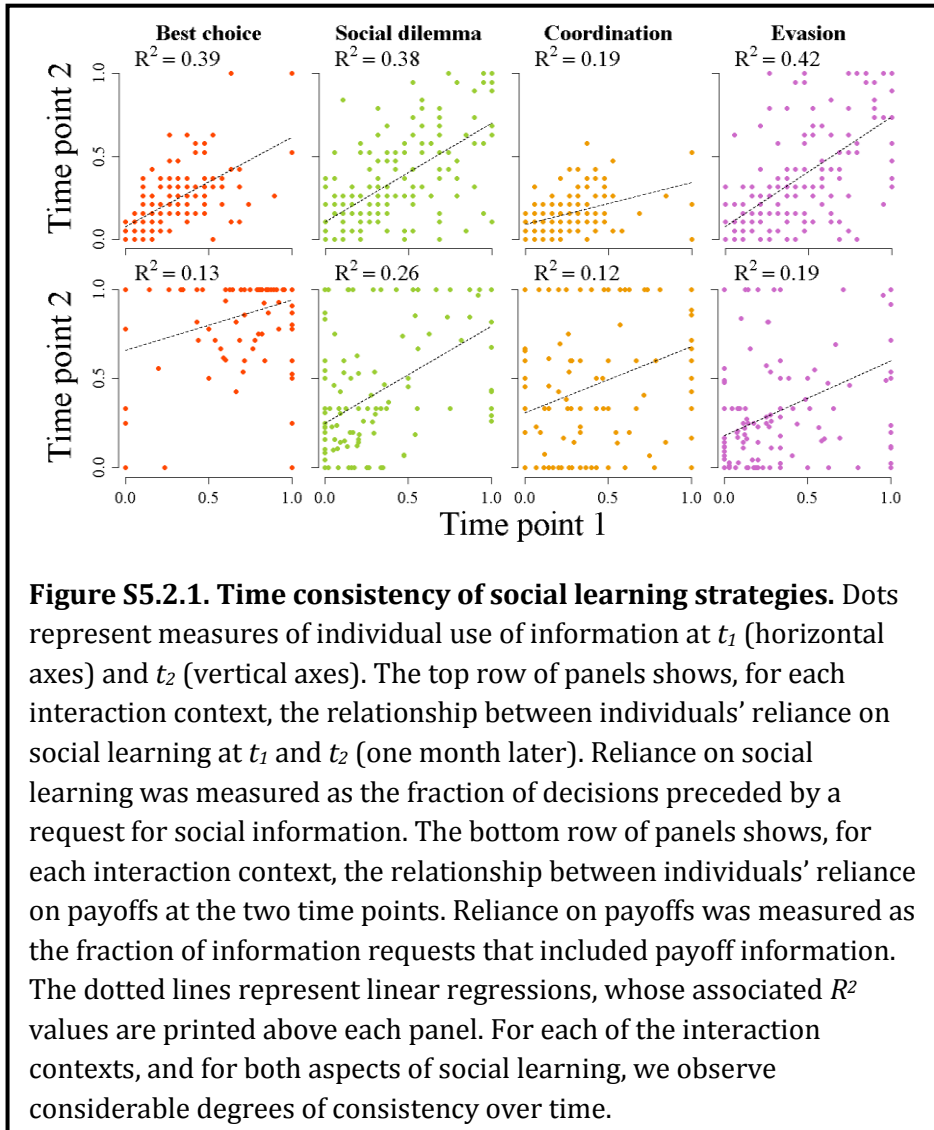 Best choice Social dilemma Coordination Evasion
R² = 0.39 R² = 0.38 R² = 0.19 R² = 0.42
Time point 2
1.0
0.5
0.0
R² = 0.13 R² = 0.26 R² = 0.12 R² = 0.19
Time point 2
1.0
0.5
0.0
0.0 0.5 1.0 0.0 0.5 1.0 0.0 0.5 1.0 0.0 0.5 1.0
Time point 1
Figure S5.2.1. Time consistency of social learning strategies. Dots
represent measures of individual use of information at t₁ (horizontal
axes) and t₂ (vertical axes). The top row of panels shows, for each
interaction context, the relationship between individuals’ reliance on
social learning at t₁ and t₂ (one month later). Reliance on social
learning was measured as the fraction of decisions preceded by a
request for social information. The bottom row of panels shows, for
each interaction context, the relationship between individuals’ reliance
on payoffs at the two time points. Reliance on payoffs was measured as
the fraction of information requests that included payoff information.
The dotted lines represent linear regressions, whose associated R²
values are printed above each panel. For each of the interaction
contexts, and for both aspects of social learning, we observe
considerable degrees of consistency over time.